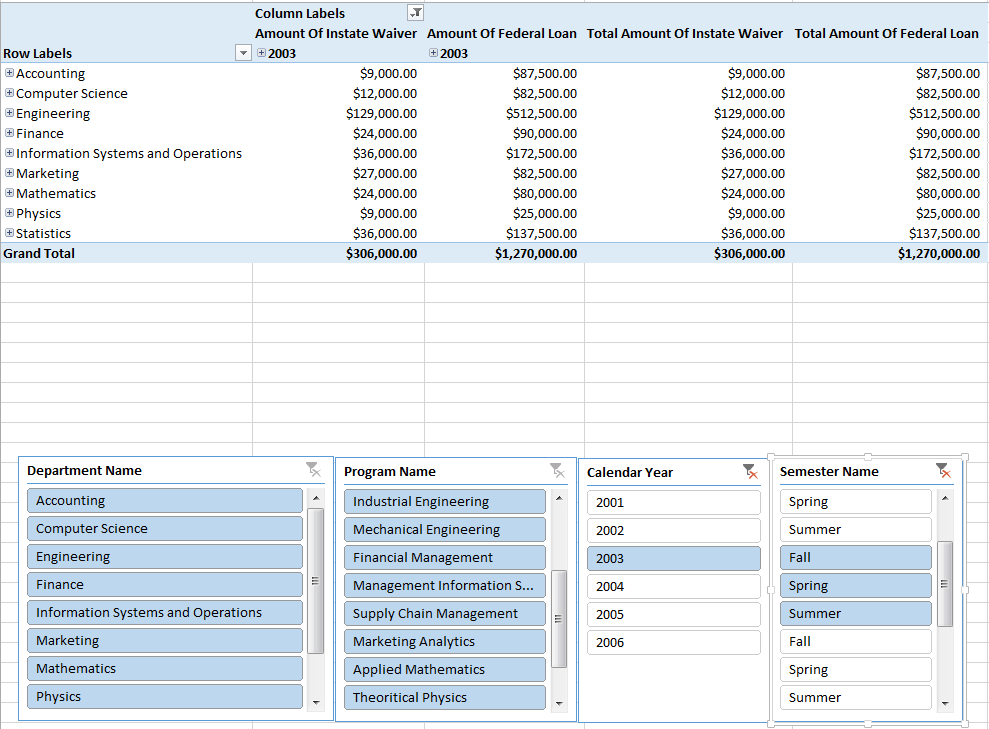 Column Labels
Amount Of Instate Waiver Amount Of Federal Loan Total Amount Of Instate Waiver Total Amount Of Federal Loan
Row Labels 2003 2003
Accounting $9,000.00 $87,500.00 $9,000.00 $87,500.00
Computer Science $12,000.00 $82,500.00 $12,000.00 $82,500.00
Engineering $129,000.00 $512,500.00 $129,000.00 $512,500.00
Finance $24,000.00 $90,000.00 $24,000.00 $90,000.00
Information Systems and Operations $36,000.00 $172,500.00 $36,000.00 $172,500.00
Marketing $27,000.00 $82,500.00 $27,000.00 $82,500.00
Mathematics $24,000.00 $80,000.00 $24,000.00 $80,000.00
Physics $9,000.00 $25,000.00 $9,000.00 $25,000.00
Statistics $36,000.00 $137,500.00 $36,000.00 $137,500.00
Grand Total $306,000.00 $1,270,000.00 $306,000.00 $1,270,000.00
Department Name
Accounting
Computer Science
Engineering
Finance
Information Systems and Operations
Marketing
Mathematics
Physics
Program Name
Industrial Engineering
Mechanical Engineering
Financial Management
Management Information S...
Supply Chain Management
Marketing Analytics
Applied Mathematics
Theoritical Physics
Calendar Year
2001
2002
2003
2004
2005
2006
Semester Name
Spring
Summer
Fall
Spring
Summer
Fall
Spring
Summer